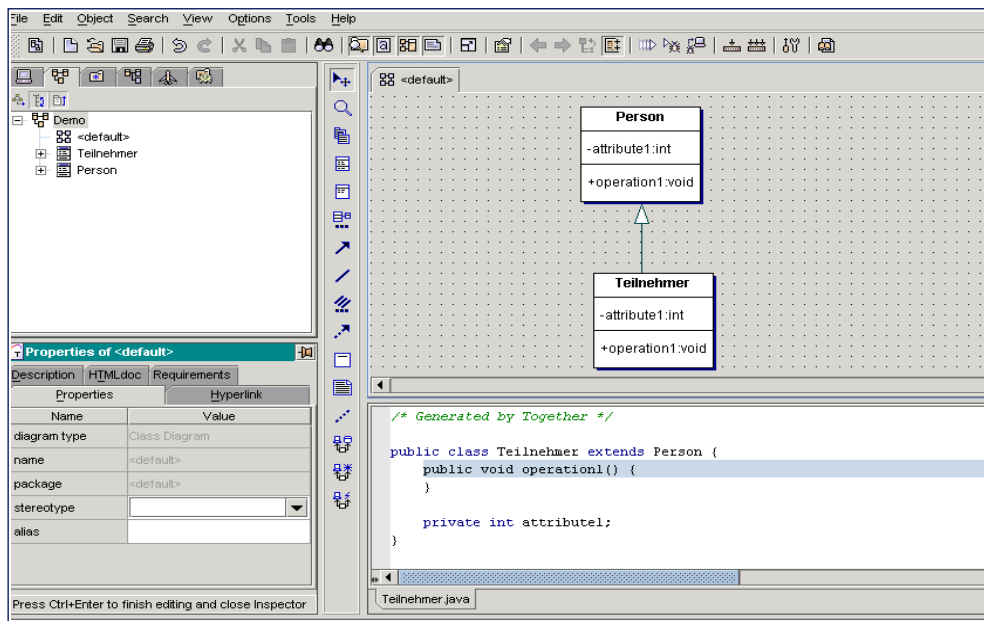 File Edit Object Search View Options Tools Help
<default>
Demo
<default>
Teilnehmer
Person
Person
-attribute1:int
+operation1:void
Teilnehmer
-attribute1:int
+operation1:void
Properties of <default>
Description HTMLdoc Requirements
Properties Hyperlink
Name Value
diagram type Class Diagram
name <default>
package <default>
stereotype
alias
Press Ctrl+Enter to finish editing and close Inspector
/* Generated by Together */
public class Teilnehmer extends Person {
public void operation1() {
}
private int attribute1;
}
Teilnehmer.java